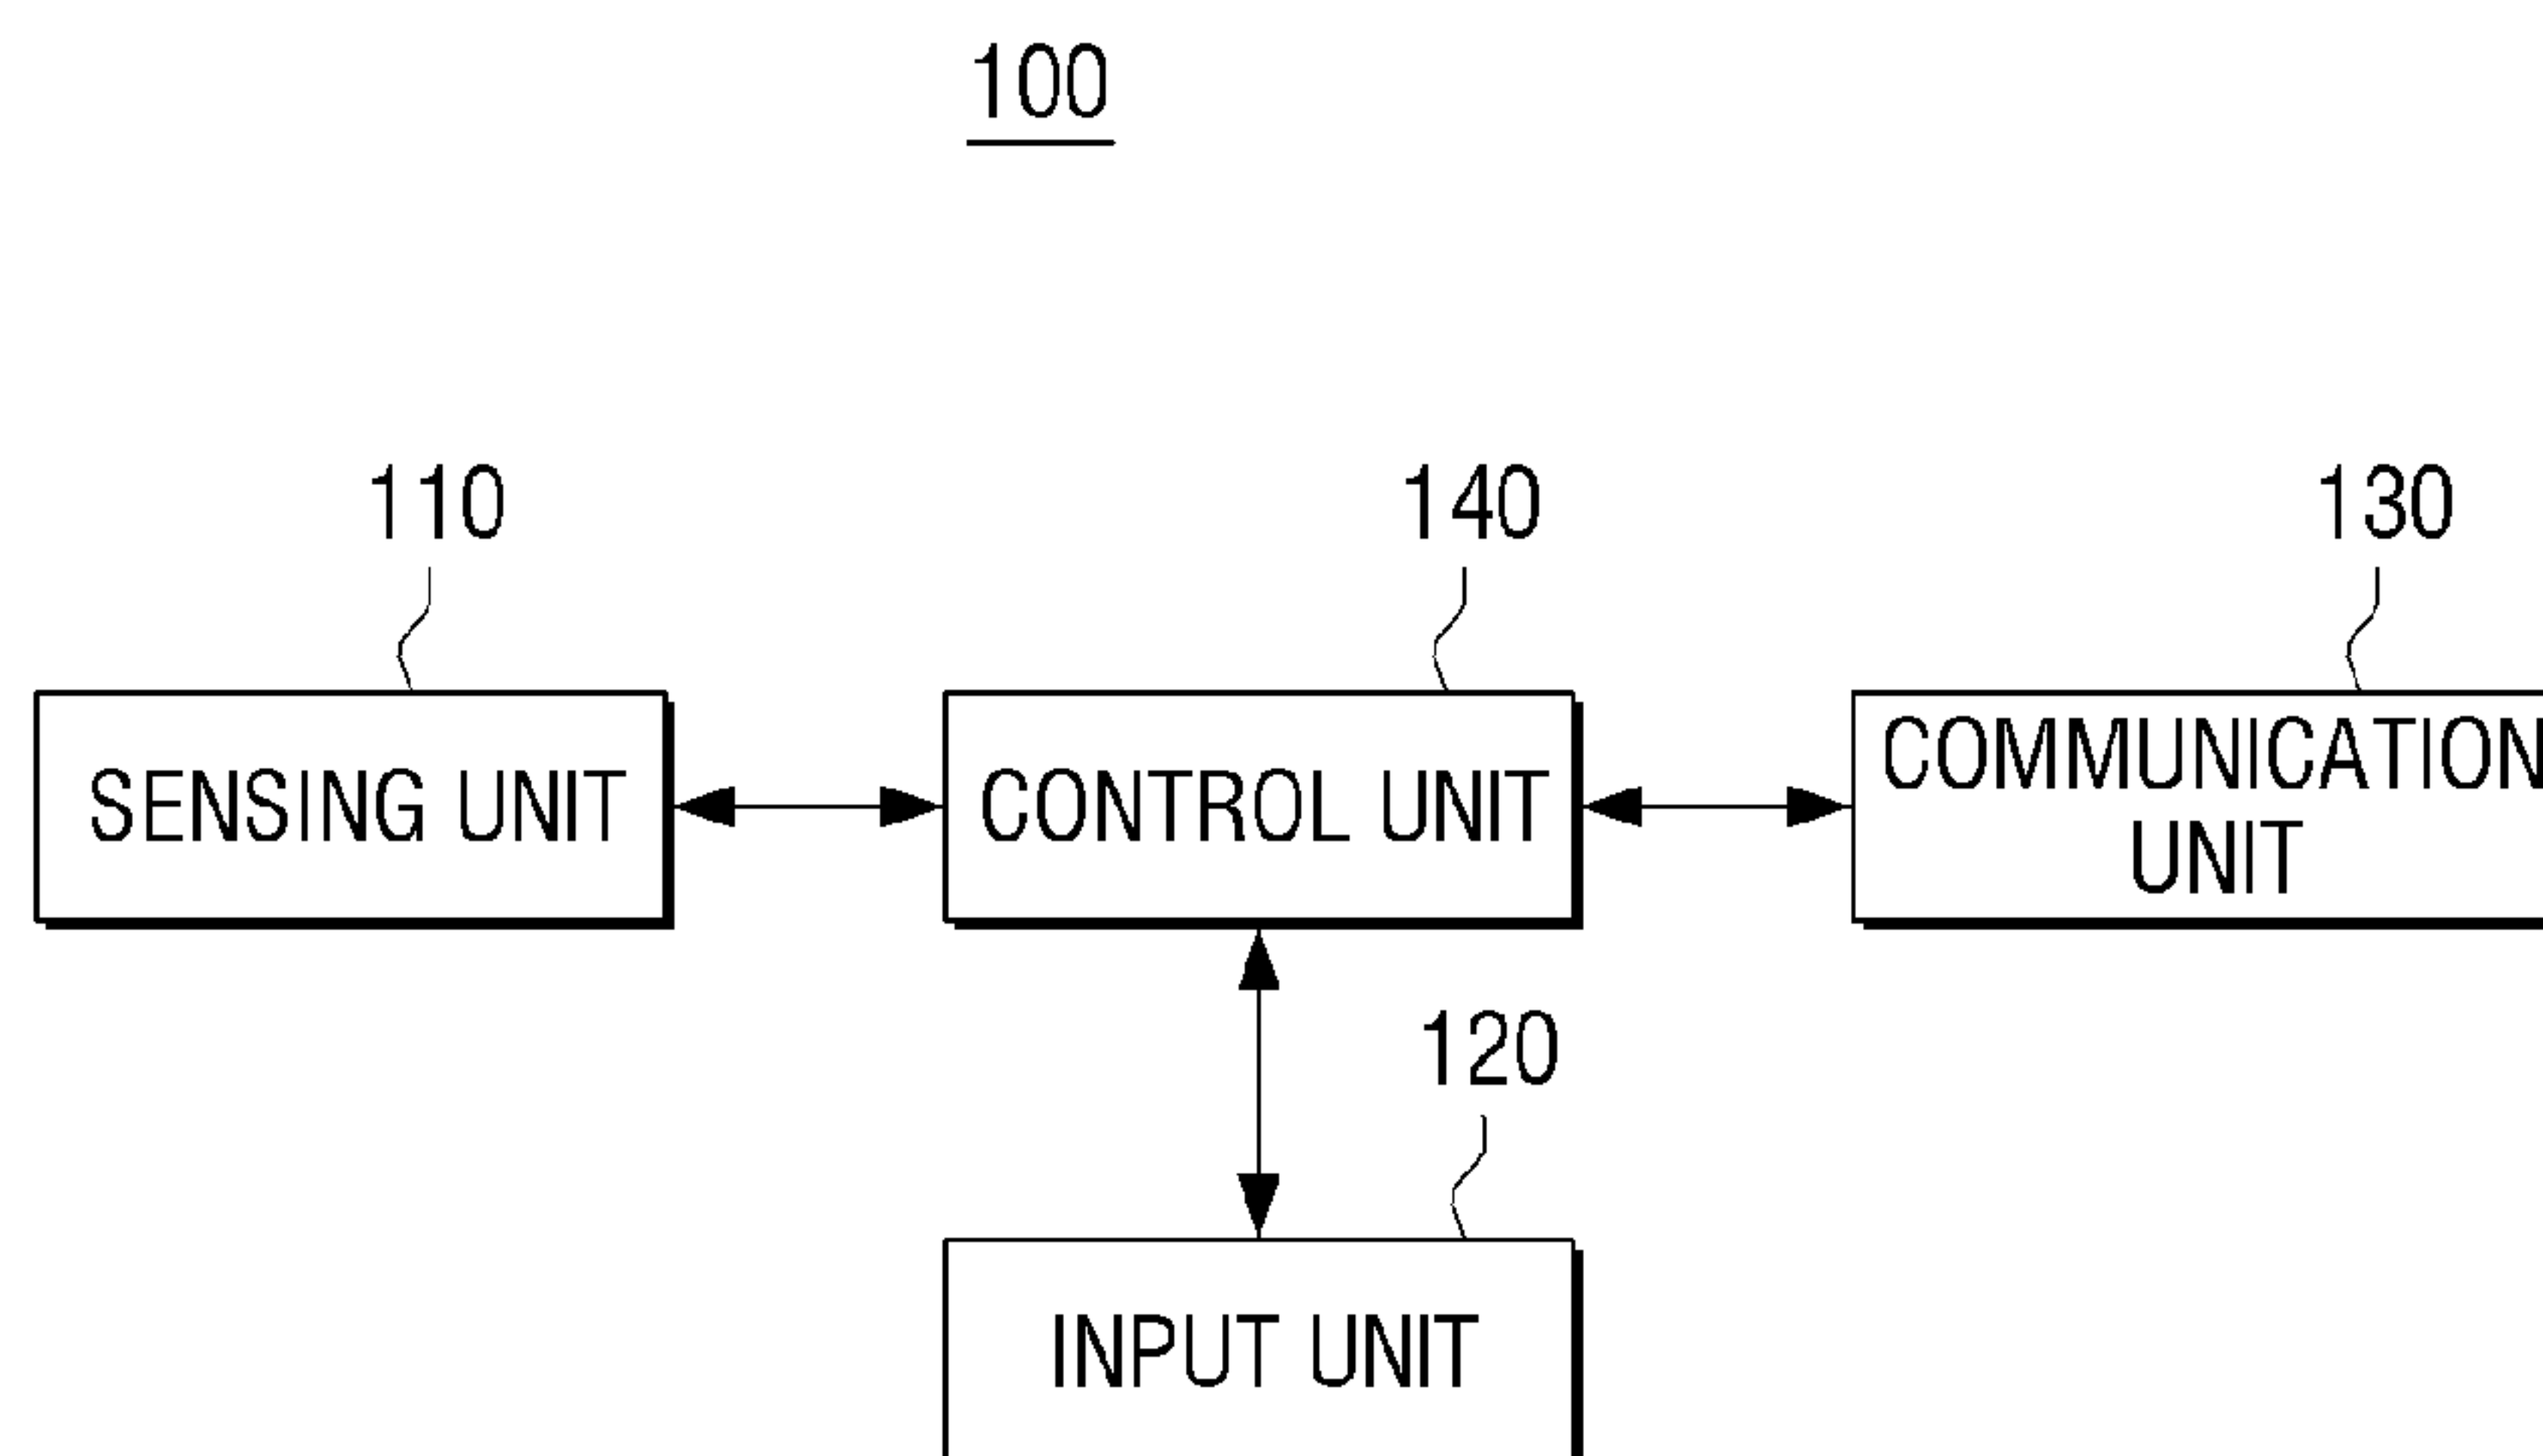 100
110
140
130
SENSING UNIT
CONTROL UNIT
COMMUNICATION
UNIT
120
INPUT UNIT